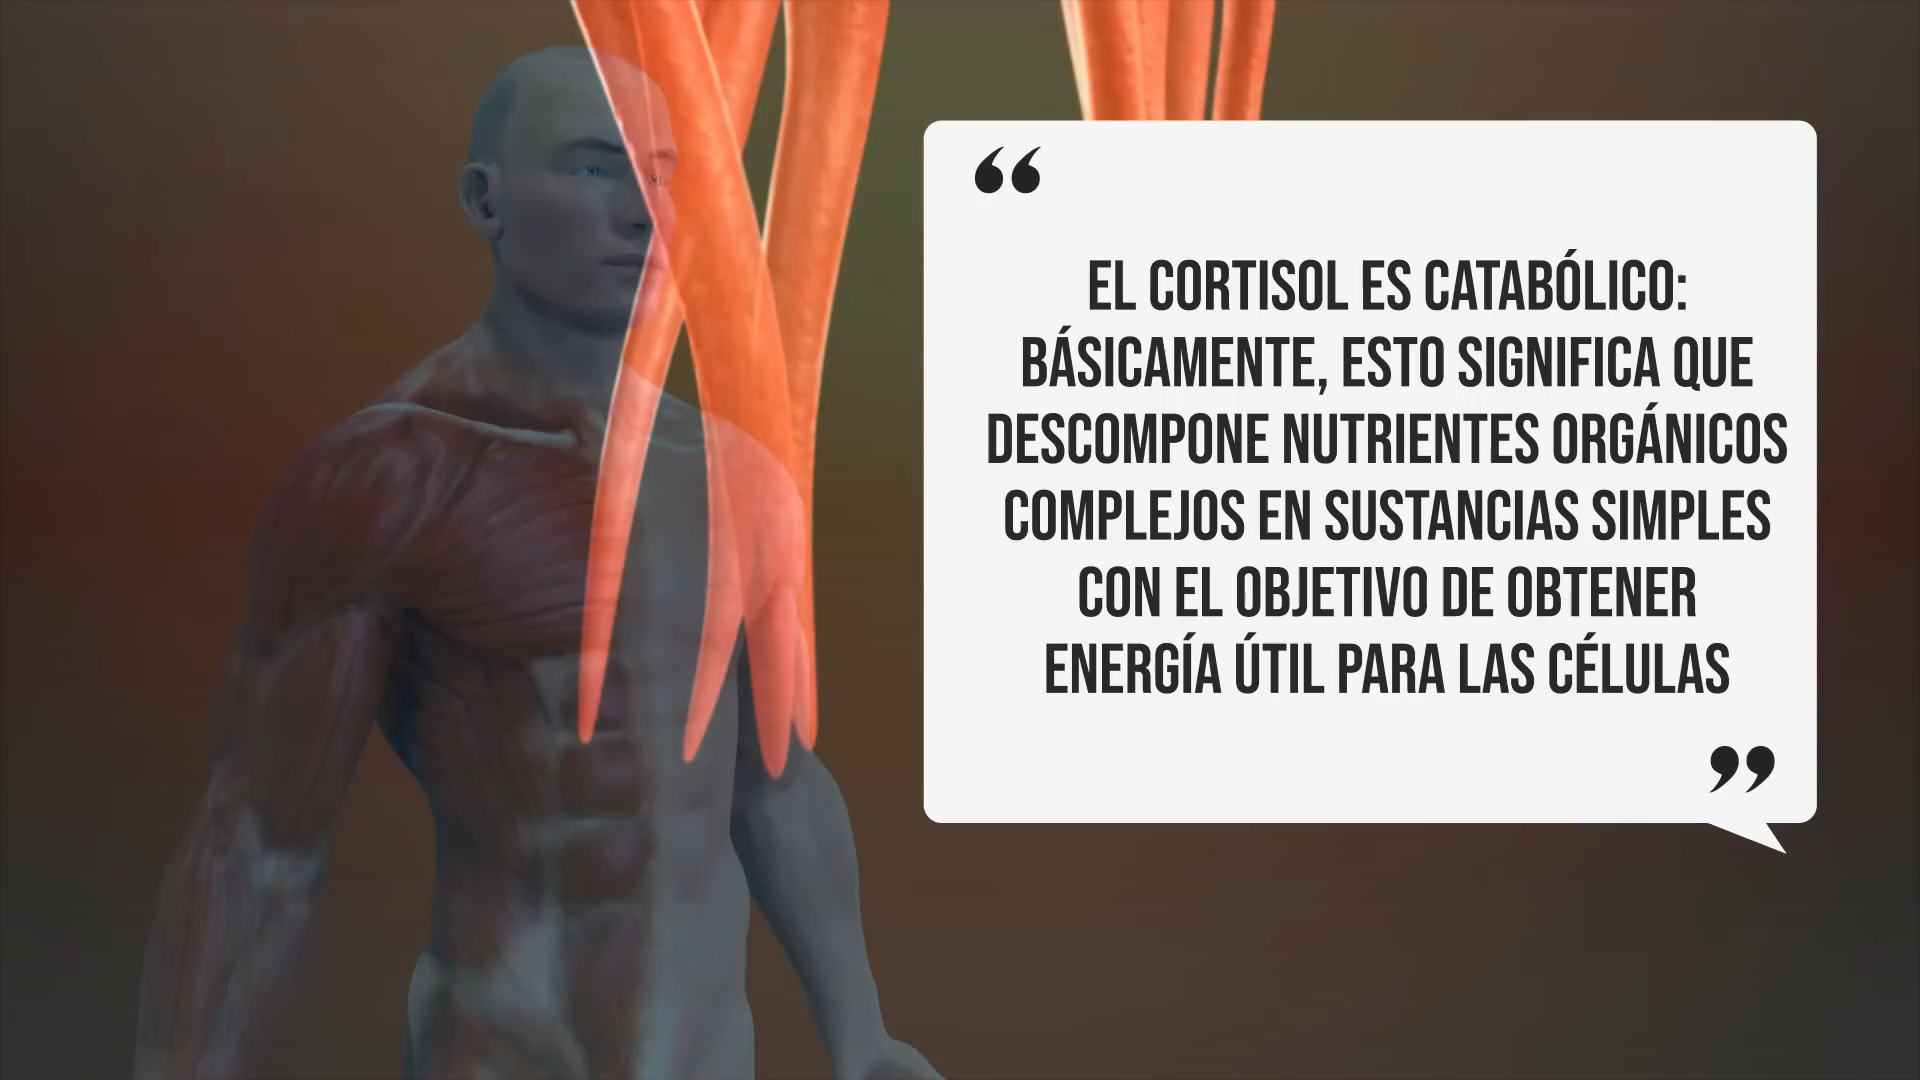 “
EL CORTISOL ES CATABÓLICO:
BÁSICAMENTE, ESTO SIGNIFICA QUE
DESCOMPONE NUTRIENTES ORGÁNICOS
COMPLEJOS EN SUSTANCIAS SIMPLES
CON EL OBJETIVO DE OBTENER
ENERGÍA ÚTIL PARA LAS CÉLULAS
”